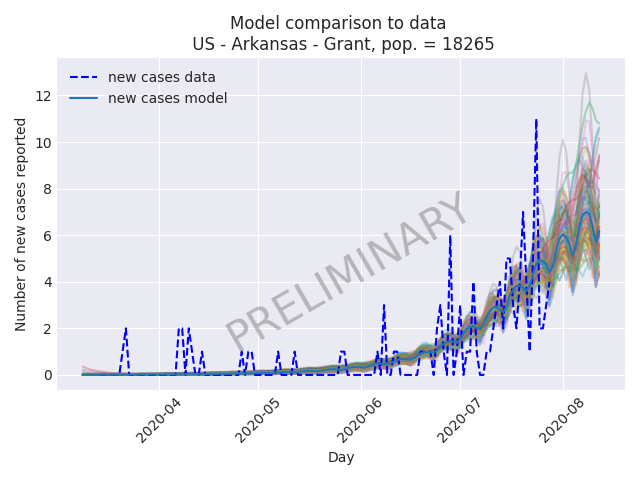 Model comparison to data
US - Arkansas - Grant, pop. = 18265
new cases data
new cases model
Number of new cases reported
12
10
8
6
4
2
0
PRELIMINARY
2020-04
2020-05
2020-06
2020-07
2020-08
Day